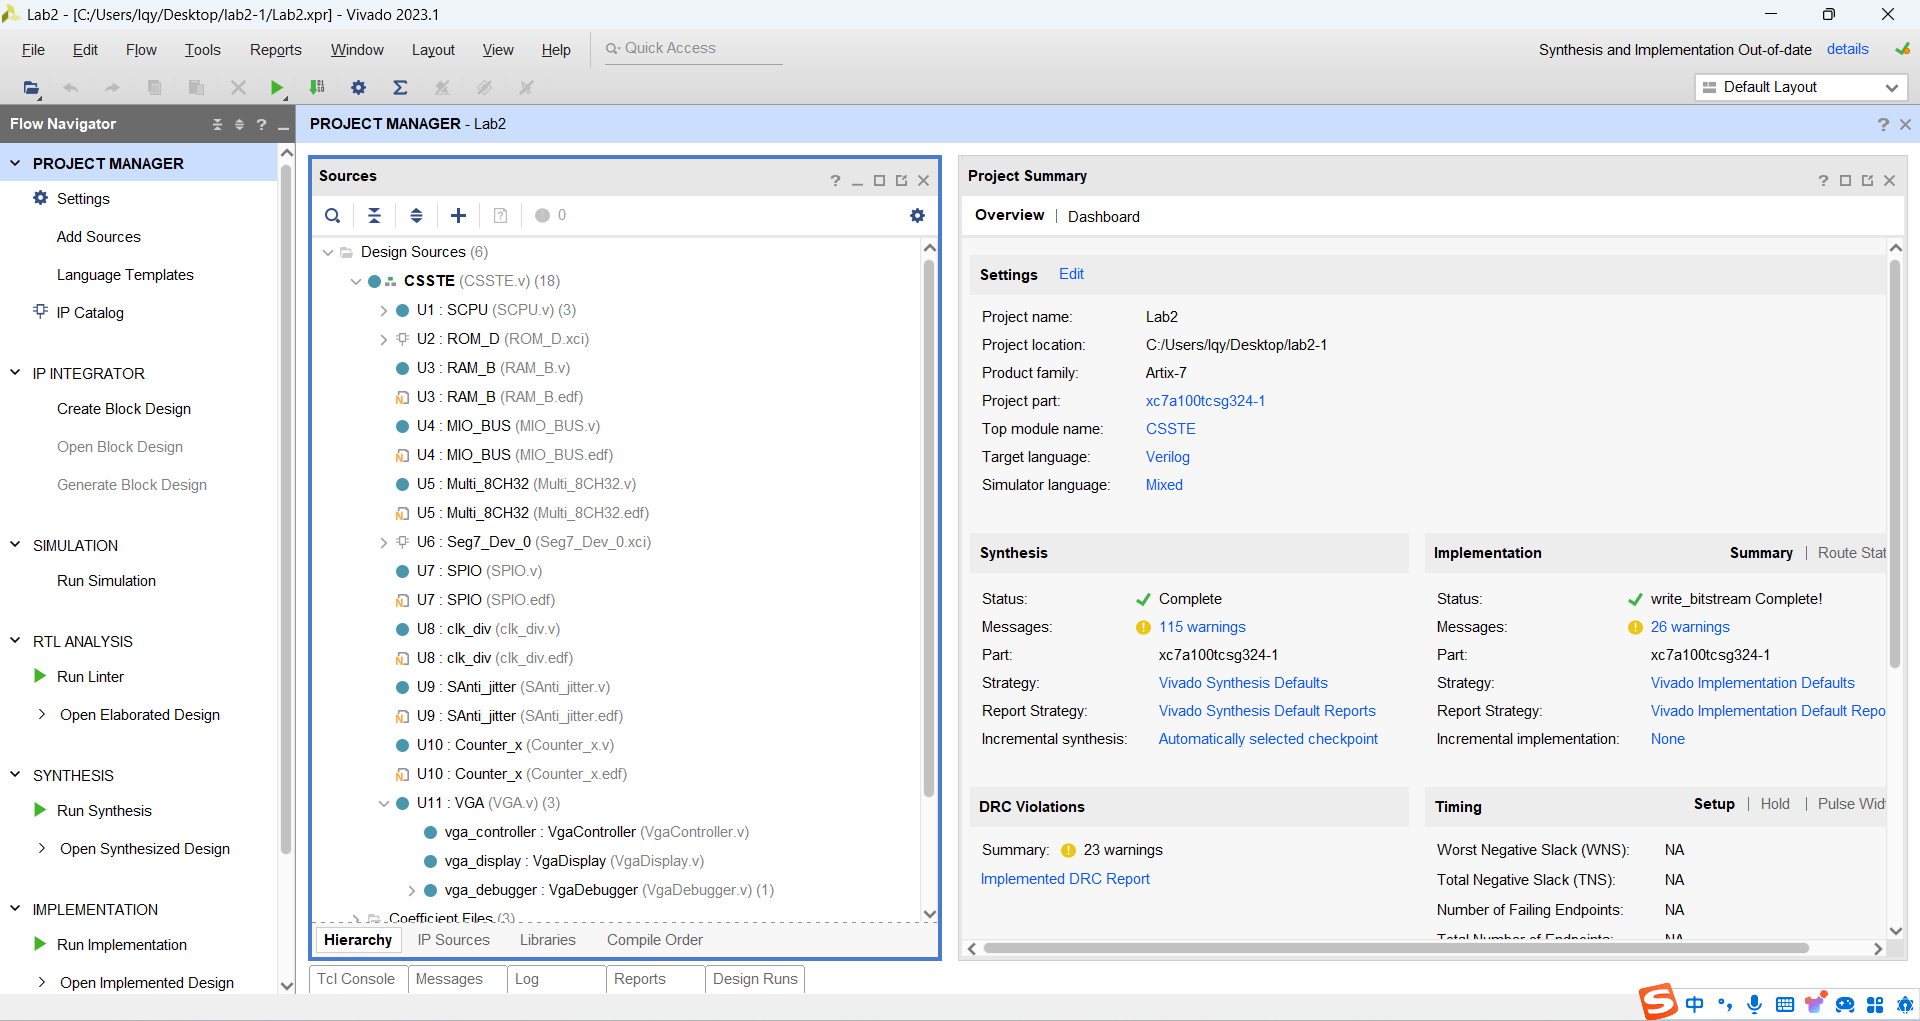 Lab2 - [C:/Users/lqy/Desktop/lab2-1/Lab2.xpr] - Vivado 2023.1
File Edit Flow Tools Reports Window Layout View Help Quick Access
Synthesis and Implementation Out-of-date details
Default Layout
Flow Navigator
PROJECT MANAGER - Lab2
PROJECT MANAGER
Settings
Add Sources
Language Templates
IP Catalog
IP INTEGRATOR
Create Block Design
Open Block Design
Generate Block Design
SIMULATION
Run Simulation
RTL ANALYSIS
Run Linter
Open Elaborated Design
SYNTHESIS
Run Synthesis
Open Synthesized Design
IMPLEMENTATION
Run Implementation
Open Implemented Design
Sources
0
Design Sources (6)
CSSTE (CSSTE.v) (18)
U1 : SCPU (SCPU.v) (3)
U2 : ROM_D (ROM_D.xci)
U3 : RAM_B (RAM_B.v)
U3 : RAM_B (RAM_B.edf)
U4 : MIO_BUS (MIO_BUS.v)
U4 : MIO_BUS (MIO_BUS.edf)
U5 : Multi_8CH32 (Multi_8CH32.v)
U5 : Multi_8CH32 (Multi_8CH32.edf)
U6 : Seg7_Dev_0 (Seg7_Dev_0.xci)
U7 : SPIO (SPIO.v)
U7 : SPIO (SPIO.edf)
U8 : clk_div (clk_div.v)
U8 : clk_div (clk_div.edf)
U9 : SAnti_jitter (SAnti_jitter.v)
U9 : SAnti_jitter (SAnti_jitter.edf)
U10 : Counter_x (Counter_x.v)
U10 : Counter_x (Counter_x.edf)
U11 : VGA (VGA.v) (3)
vga_controller : VgaController (VgaController.v)
vga_display : VgaDisplay (VgaDisplay.v)
vga_debugger : VgaDebugger (VgaDebugger.v) (1)
Coefficient Files (3)
Hierarchy IP Sources Libraries Compile Order
Tcl Console Messages Log Reports Design Runs
Project Summary
Overview | Dashboard
Settings Edit
Project name: Lab2
Project location: C:/Users/lqy/Desktop/lab2-1
Product family: Artix-7
Project part: xc7a100tcsg324-1
Top module name: CSSTE
Target language: Verilog
Simulator language: Mixed
Synthesis
Status: Complete
Messages: 115 warnings
Part: xc7a100tcsg324-1
Strategy: Vivado Synthesis Defaults
Report Strategy: Vivado Synthesis Default Reports
Incremental synthesis: Automatically selected checkpoint
Implementation Summary | Route Stat
Status: write_bitstream Complete!
Messages: 26 warnings
Part: xc7a100tcsg324-1
Strategy: Vivado Implementation Defaults
Report Strategy: Vivado Implementation Default Repo
Incremental implementation: None
DRC Violations
Summary: 23 warnings
Implemented DRC Report
Timing Setup | Hold | Pulse Wid
Worst Negative Slack (WNS): NA
Total Negative Slack (TNS): NA
Number of Failing Endpoints: NA
Total Number of Endpoints: NA
中